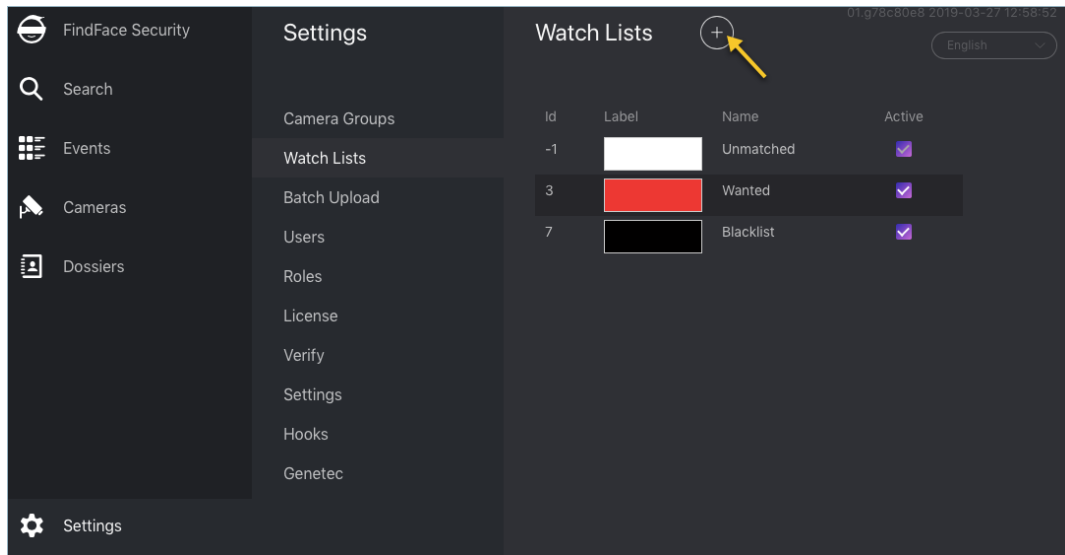 FindFace Security
Search
Events
Cameras
Dossiers
Settings
Settings
Camera Groups
Watch Lists
Batch Upload
Users
Roles
License
Verify
Settings
Hooks
Genetec
01.g78c80e8 2019-03-27 12:58:52
Watch Lists
English
Id Label Name Active
-1 Unmatched
3 Wanted
7 Blacklist